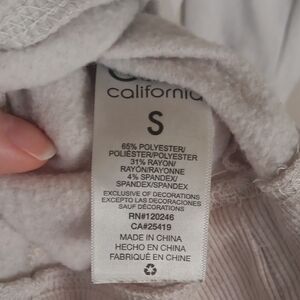 california
S
65% POLYESTER/
POLIÉSTER/POLYESTER
31% RAYON/
RAYÓN/RAYONNE
4% SPANDEX/
SPANDEX/SPANDEX
EXCLUSIVE OF DECORATIONS
EXCEPTO LAS DECORACIONES
SAUF DÉCORATIONS
RN#120246
CA#25419
MADE IN CHINA
HECHO EN CHINA
FABRIQUÉ EN CHINE